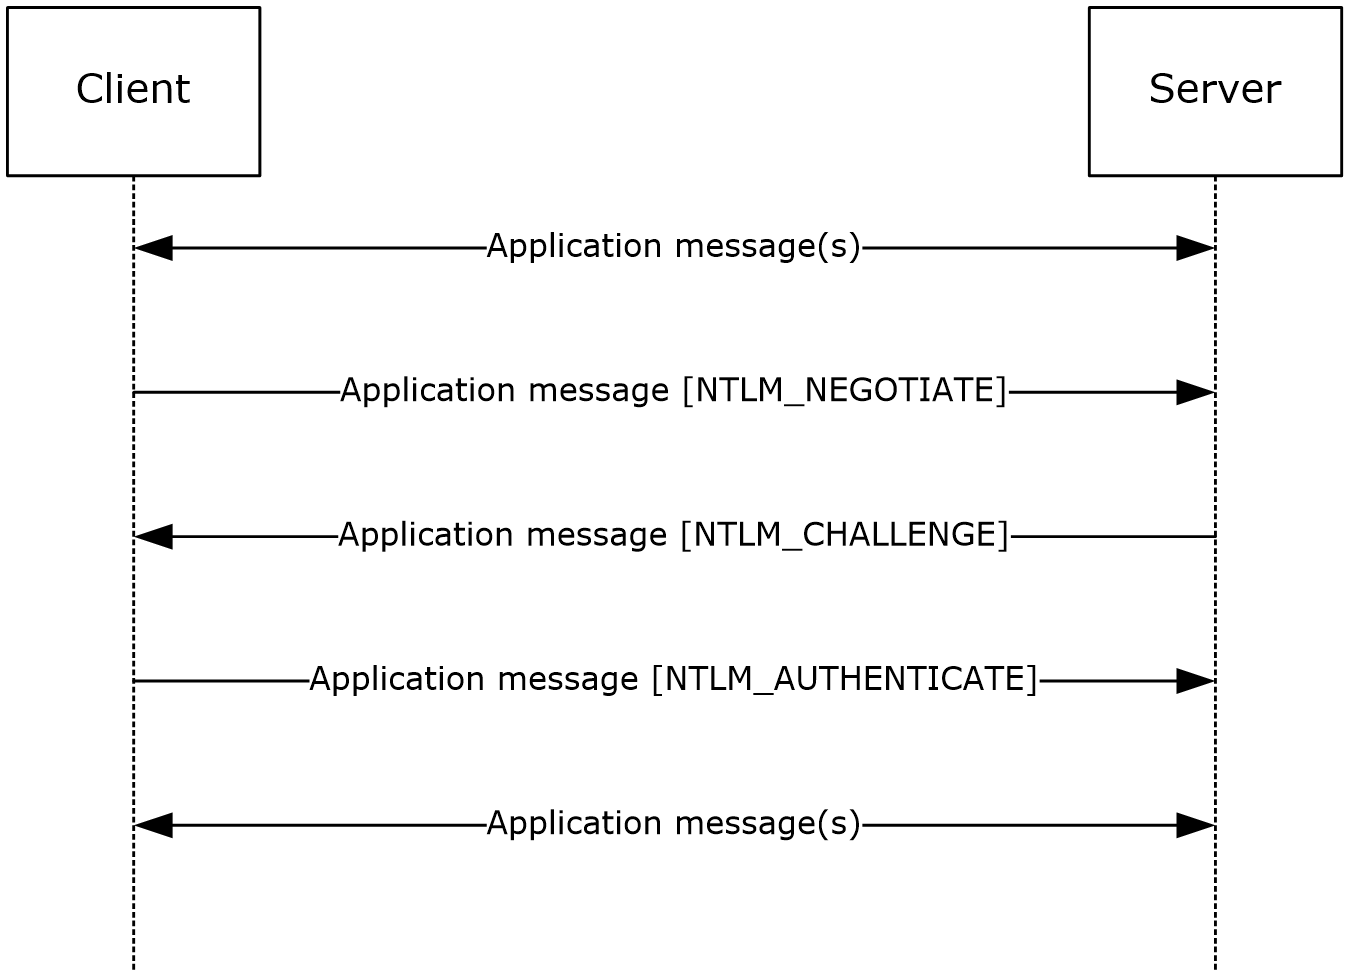 Client
Server
Application message(s)
Application message [NTLM_NEGOTIATE]
Application message [NTLM_CHALLENGE]
Application message [NTLM_AUTHENTICATE]
Application message(s)